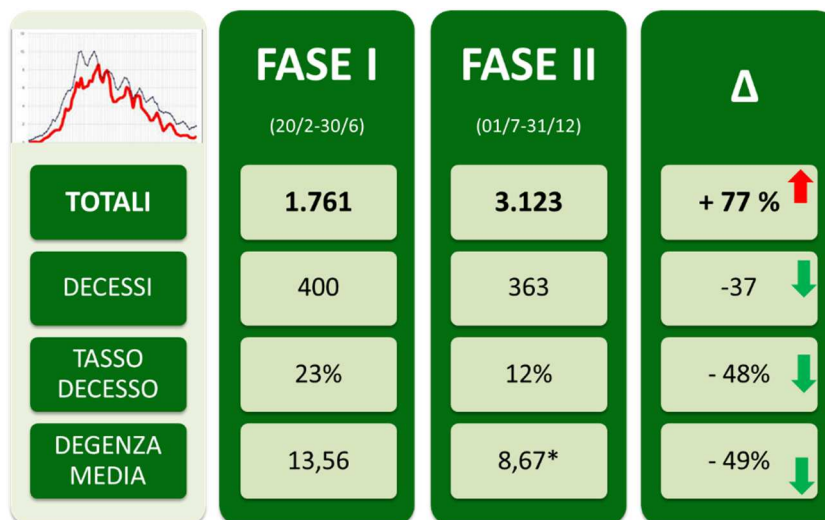 FASE I
(20/2-30/6)
FASE II
(01/7-31/12)
Δ
TOTALI
1.761
3.123
+ 77 %
DECESSI
400
363
-37
TASSO
DECESSO
23%
12%
- 48%
DEGENZA
MEDIA
13,56
8,67*
- 49%